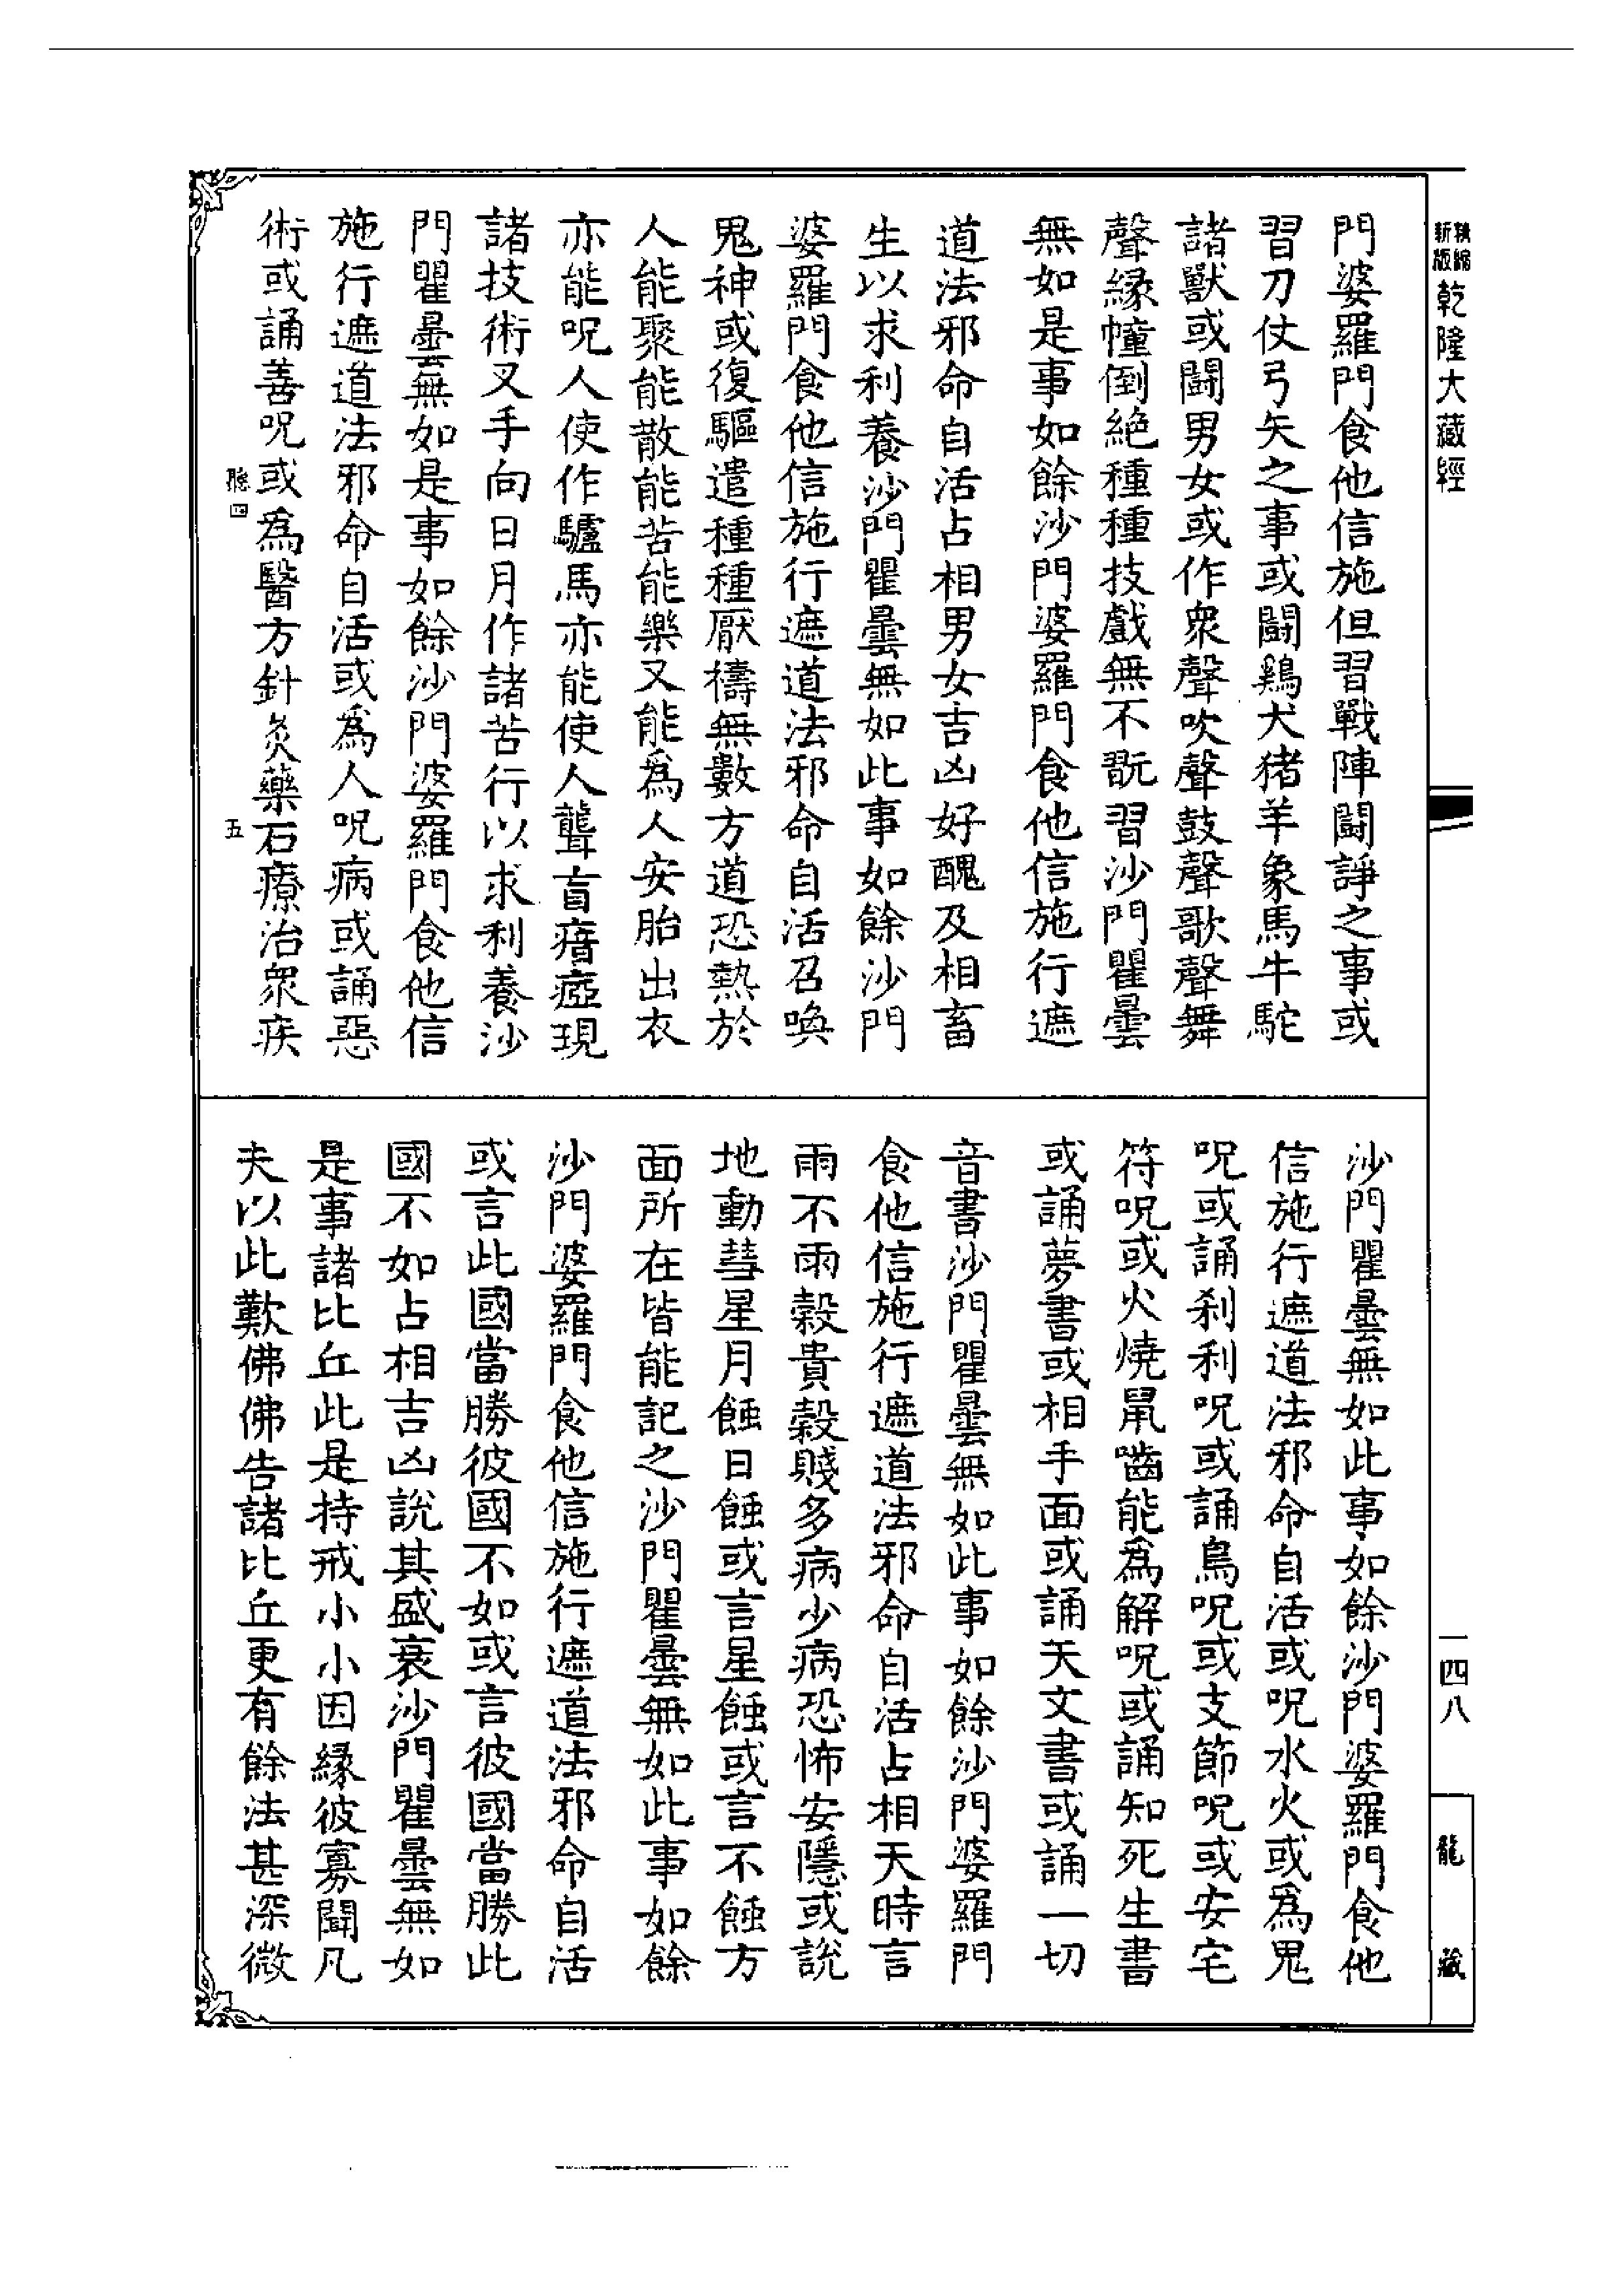 精縮
新版
乾隆大藏經
門婆羅門食他信施但習戰陣鬪諍之事或
習刀仗弓矢之事或鬪鷄犬猪羊象馬牛駝
諸獸或鬪男女或作衆聲吹聲鼓聲歌聲舞
聲緣幢倒絶種種技戲無不翫習沙門瞿曇
無如是事如餘沙門婆羅門食他信施行遮
道法邪命自活占相男女吉凶好醜及相畜
生以求利養沙門瞿曇無如此事如餘沙門
婆羅門食他信施行遮道法邪命自活召喚
鬼神或復驅遣種種厭禱無數方道恐熱於
人能聚能散能苦能樂又能爲人安胎出衣
亦能呪人使作驢馬亦能使人聾盲瘖瘂現
諸技術叉手向日月作諸苦行以求利養沙
門瞿曇無如是事如餘沙門婆羅門食他信
施行遮道法邪命自活或爲人呪病或誦惡
術或誦善呪或爲醫方針灸藥石療治衆疾
聽四
五
沙門瞿曇無如此事如餘沙門婆羅門食他
信施行遮道法邪命自活或呪水火或爲鬼
呪或誦刹利呪或誦鳥呪或支節呪或安宅
符呪或火燒鼠嚙能爲解呪或誦知死生書
或誦夢書或相手面或誦天文書或誦一切
音書沙門瞿曇無如此事如餘沙門婆羅門
食他信施行遮道法邪命自活占相天時言
雨不雨穀貴穀賤多病少病恐怖安隱或說
地動彗星月蝕日蝕或言星蝕或言不蝕方
面所在皆能記之沙門瞿曇無如此事如餘
沙門婆羅門食他信施行遮道法邪命自活
或言此國當勝彼國不如或言彼國當勝此
國不如占相吉凶說其盛衰沙門瞿曇無如
是事諸比丘此是持戒小小因緣彼寡聞凡
夫以此歎佛佛告諸比丘更有餘法甚深微
一四八
龍藏